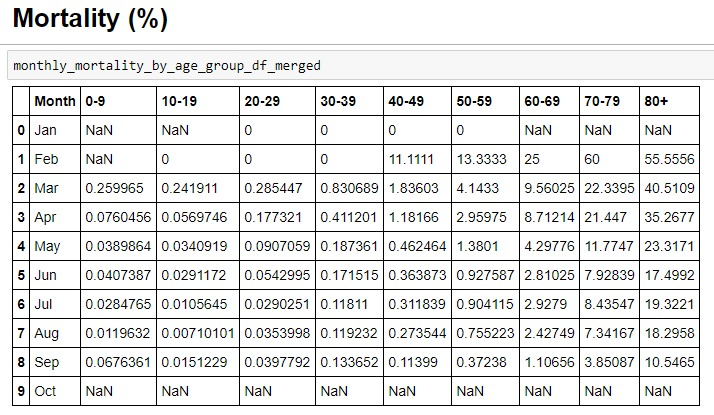 Mortality (%)
monthly_mortality_by_age_group_df_merged
Month 0-9 10-19 20-29 30-39 40-49 50-59 60-69 70-79 80+
0 Jan NaN NaN 0 0 0 0 NaN NaN NaN
1 Feb NaN 0 0 0 11.1111 13.3333 25 60 55.5556
2 Mar 0.259965 0.241911 0.285447 0.830689 1.83603 4.1433 9.56025 22.3395 40.5109
3 Apr 0.0760456 0.0569746 0.177321 0.411201 1.18166 2.95975 8.71214 21.447 35.2677
4 May 0.0389864 0.0340919 0.0907059 0.187361 0.462464 1.3801 4.29776 11.7747 23.3171
5 Jun 0.0407387 0.0291172 0.0542995 0.171515 0.363873 0.927587 2.81025 7.92839 17.4992
6 Jul 0.0284765 0.0105645 0.0290251 0.11811 0.311839 0.904115 2.9279 8.43547 19.3221
7 Aug 0.0119632 0.00710101 0.0353998 0.119232 0.273544 0.755223 2.42749 7.34167 18.2958
8 Sep 0.0676361 0.0151229 0.0397792 0.133652 0.11399 0.37238 1.10656 3.85087 10.5465
9 Oct NaN NaN NaN NaN NaN NaN NaN NaN NaN